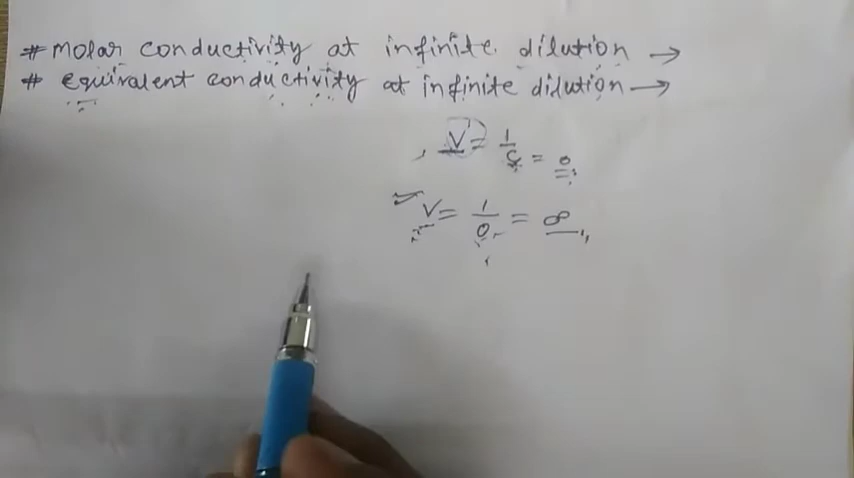 # Molar conductivity at infinite dilution →
# equivalent conductivity at infinite dilution →
, V = 1/C = 0
V = 1/0 = ∞